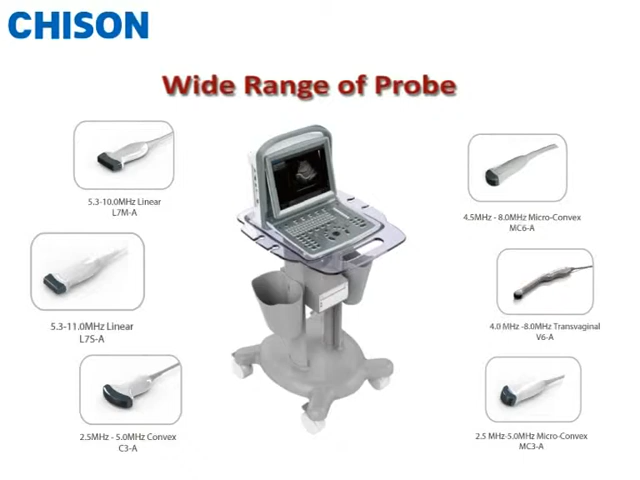 CHISON
Wide Range of Probe
5.3-10.0MHz Linear
L7M-A
4.5MHz - 8.0MHz Micro-Convex
MC6-A
5.3-11.0MHz Linear
L7S-A
4.0 MHz -8.0MHz Transvaginal
V6-A
2.5MHz - 5.0MHz Convex
C3-A
2.5 MHz-5.0MHz Micro-Convex
MC3-A